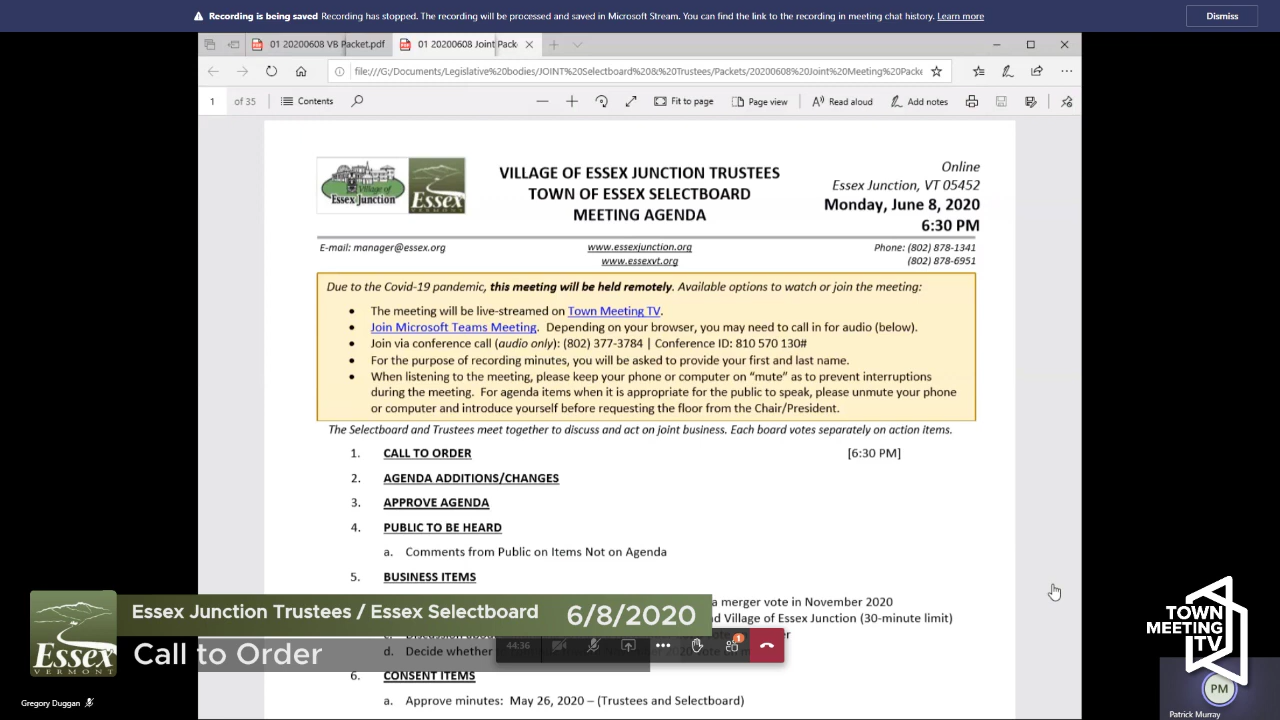 Recording is being saved Recording has stopped. The recording will be processed and saved in Microsoft Stream. You can find the link to the recording in meeting chat history. Learn more
Dismiss
01 20200608 VB Packet.pdf
01 20200608 Joint Pack
file:///G:/Documents/Legislative%20bodies/JOINT%20Selectboard%20&%20Trustees/Packets/20200608%20Joint%20Meeting%20Packe
1 of 35
Contents
Fit to page
Page view
Read aloud
Add notes
Village of
Essex Junction
Essex
VERMONT
VILLAGE OF ESSEX JUNCTION TRUSTEES
TOWN OF ESSEX SELECTBOARD
MEETING AGENDA
Online
Essex Junction, VT 05452
Monday, June 8, 2020
6:30 PM
E-mail: manager@essex.org
www.essexjunction.org
www.essexvt.org
Phone: (802) 878-1341
(802) 878-6951
Due to the Covid-19 pandemic, this meeting will be held remotely. Available options to watch or join the meeting:
• The meeting will be live-streamed on Town Meeting TV.
• Join Microsoft Teams Meeting. Depending on your browser, you may need to call in for audio (below).
• Join via conference call (audio only): (802) 377-3784 | Conference ID: 810 570 130#
• For the purpose of recording minutes, you will be asked to provide your first and last name.
• When listening to the meeting, please keep your phone or computer on “mute” as to prevent interruptions
during the meeting. For agenda items when it is appropriate for the public to speak, please unmute your phone
or computer and introduce yourself before requesting the floor from the Chair/President.
The Selectboard and Trustees meet together to discuss and act on joint business. Each board votes separately on action items.
1. CALL TO ORDER [6:30 PM]
2. AGENDA ADDITIONS/CHANGES
3. APPROVE AGENDA
4. PUBLIC TO BE HEARD
a. Comments from Public on Items Not on Agenda
5. BUSINESS ITEMS
a merger vote in November 2020
Village of Essex Junction (30-minute limit)
d. Decide whether
6. CONSENT ITEMS
a. Approve minutes: May 26, 2020 – (Trustees and Selectboard)
Essex Junction Trustees / Essex Selectboard
6/8/2020
Call to Order
Essex
VERMONT
44:36
1
TOWN
MEETING
TV
PM
Gregory Duggan
Patrick Murray